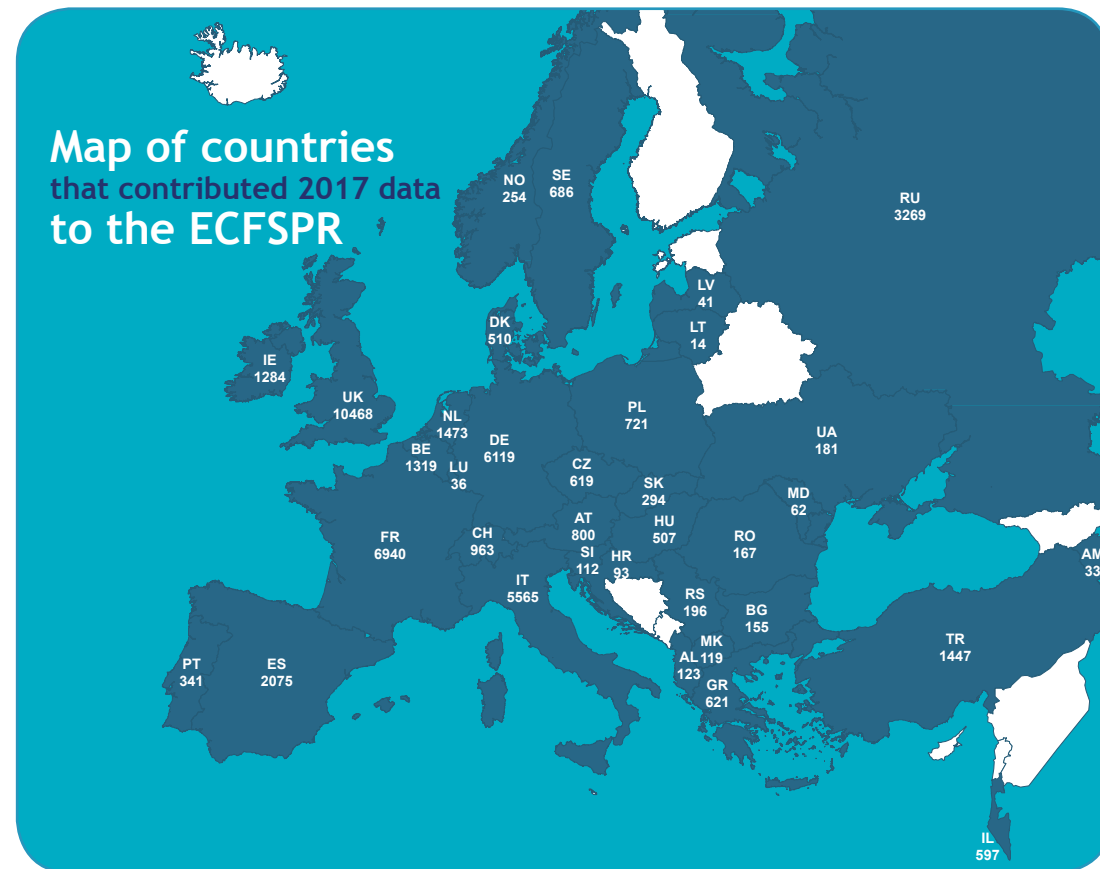 Map of countries
that contributed 2017 data
to the ECFSPR
NO
254
SE
686
RU
3269
LV
41
LT
14
DK
510
IE
1284
UK
10468
NL
1473
BE
1319
LU
36
DE
6119
PL
721
UA
181
CZ
619
SK
294
MD
62
FR
6940
CH
963
AT
800
HU
507
RO
167
SI
112
HR
93
IT
5565
RS
196
BG
155
AM
33
PT
341
ES
2075
MK
119
AL
123
GR
621
TR
1447
IL
597